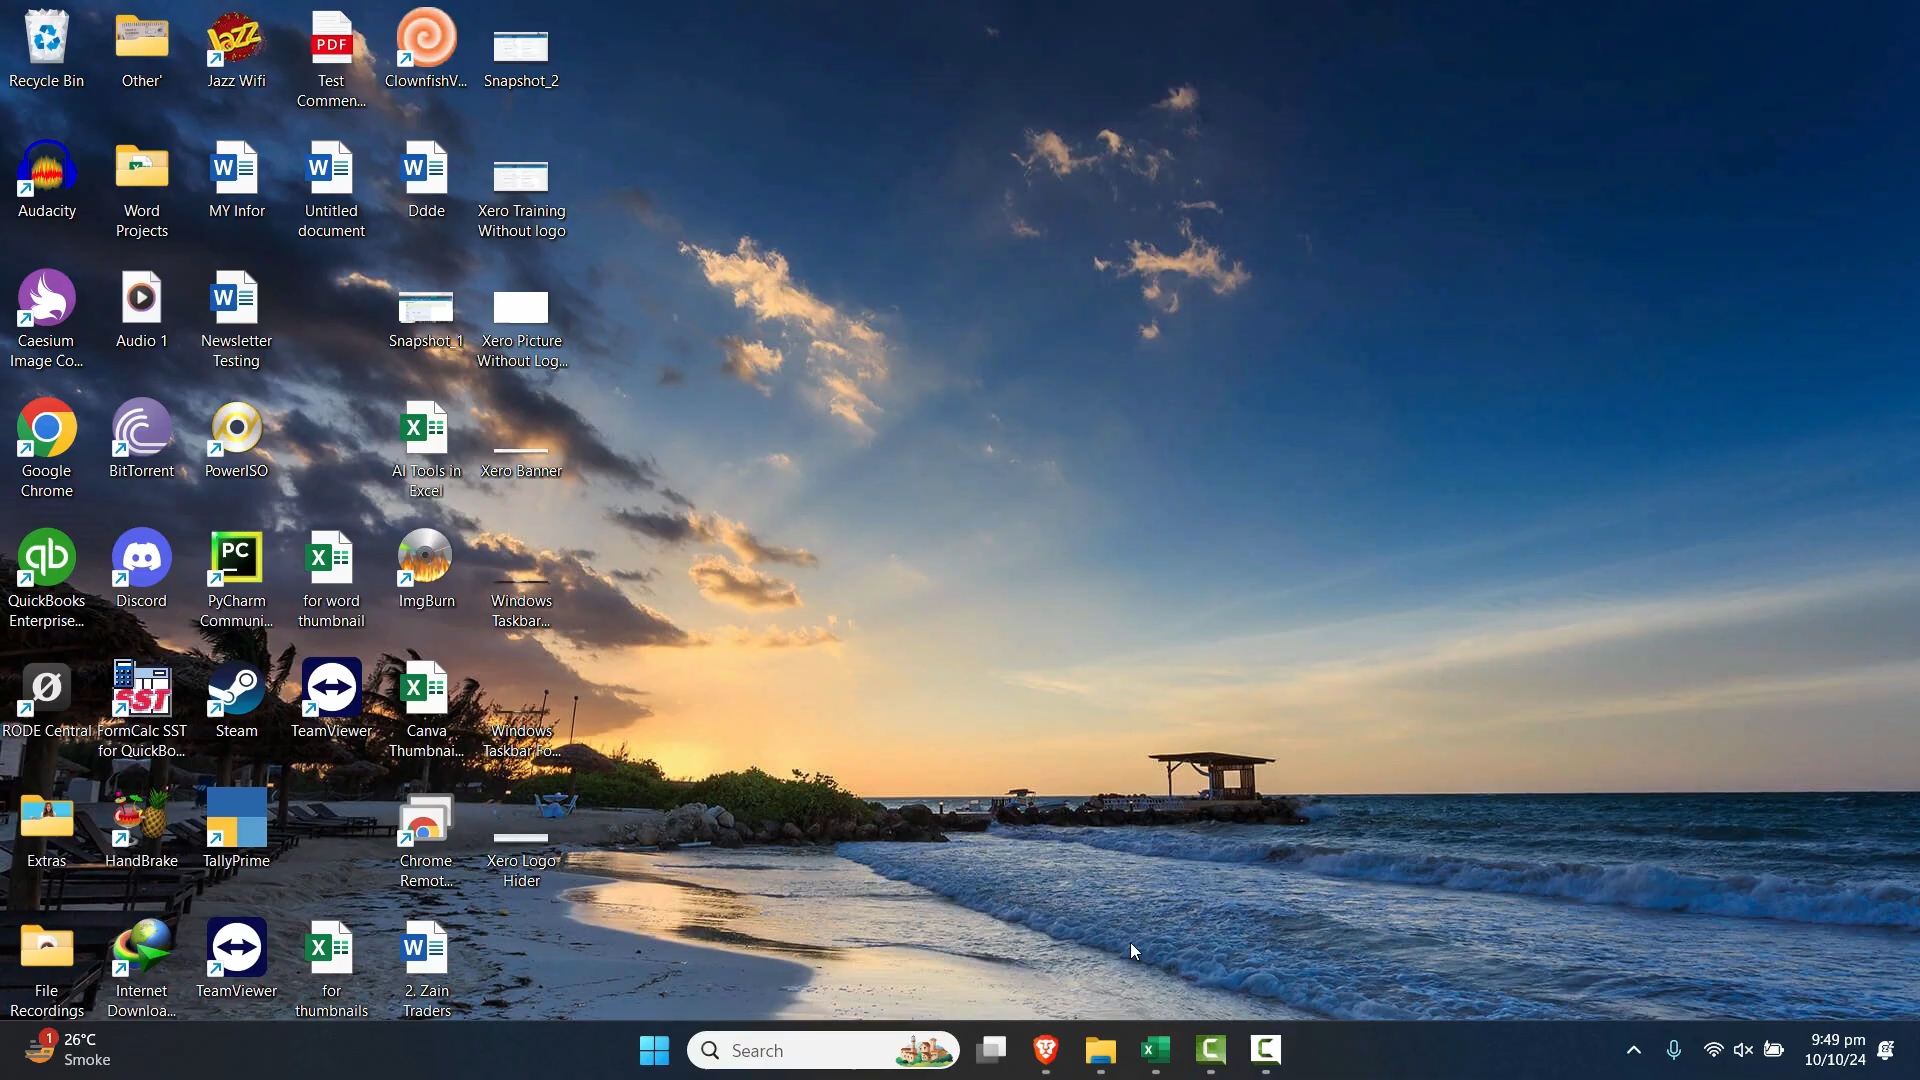 Recycle Bin
Other'
Jazz Wifi
Test
Commen...
ClownfishV...
Snapshot_2
Jazz
PDF
Audacity
Word
Projects
MY Infor
Untitled
document
Ddde
Xero Training
Without logo
Caesium
Image Co...
Audio 1
Newsletter
Testing
Snapshot_1
Xero Picture
Without Log...
Google
Chrome
BitTorrent
PowerISO
AI Tools in
Excel
Xero Banner
QuickBooks
Enterprise...
Discord
PyCharm
Communi...
for word
thumbnail
ImgBurn
Windows
Taskbar...
RODE Central
FormCalc SST
for QuickBo...
Steam
TeamViewer
Canva
Thumbnai...
Windows
Taskbar Fo...
Extras
HandBrake
TallyPrime
Chrome
Remot...
Xero Logo
Hider
File
Recordings
Internet
Downloa...
TeamViewer
for
thumbnails
2. Zain
Traders
1
26°C
Smoke
Search
9:49 pm
10/10/24